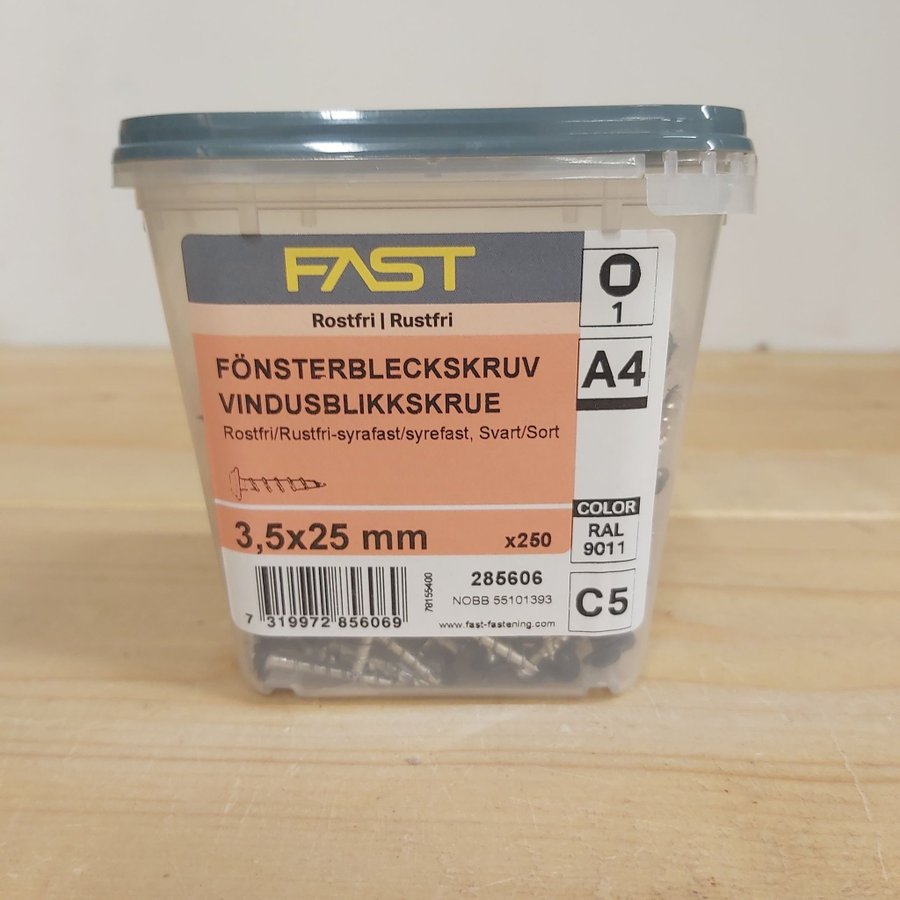 FAST
Rostfri | Rustfri
FÖNSTERBLECKSKRUV
VINDUSBLIKKSKRUE
Rostfri/Rustfri-syrafast/syrefast, Svart/Sort
3,5x25 mm
x250
7 319972 856069
78155400
285606
NOBB 55101393
www.fast-fastening.com
1
A4
COLOR
RAL
9011
C5